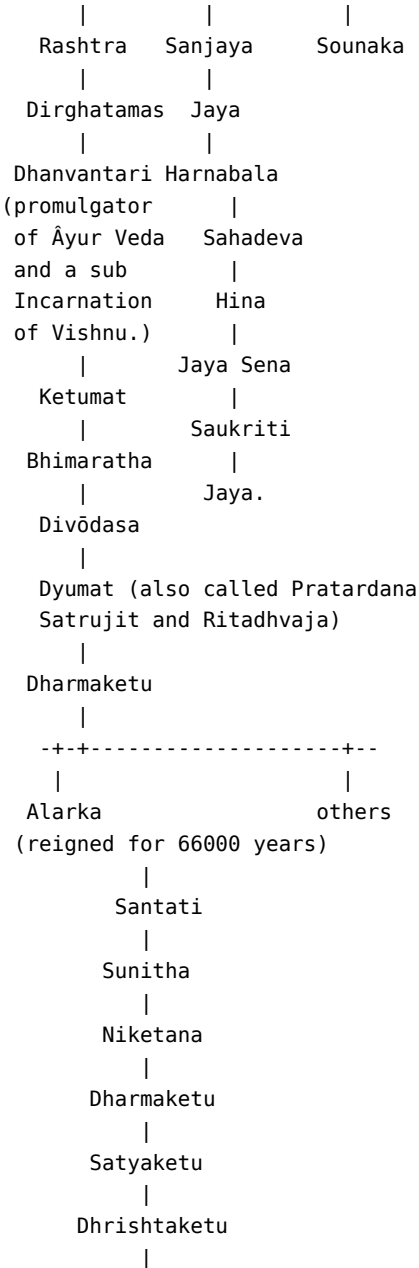 |         |          |
Rashtra   Sanjaya     Sounaka
|         |
Dirghatamas  Jaya
|         |
Dhanvantari Harnabala
(promulgator      |
of Âyur Veda   Sahadeva
and a sub        |
Incarnation     Hina
of Vishnu.)      |
|       Jaya Sena
Ketumat        |
|        Saukriti
Bhimaratha     |
|         Jaya.
Divōdasa
|
Dyumat (also called Pratardana
Satrujit and Ritadhvaja)
|
Dharmaketu
|
-+-+--------------------+--
|                      |
Alarka                 others
(reigned for 66000 years)
|
Santati
|
Sunitha
|
Niketana
|
Dharmaketu
|
Satyaketu
|
Dhrishtaketu
|